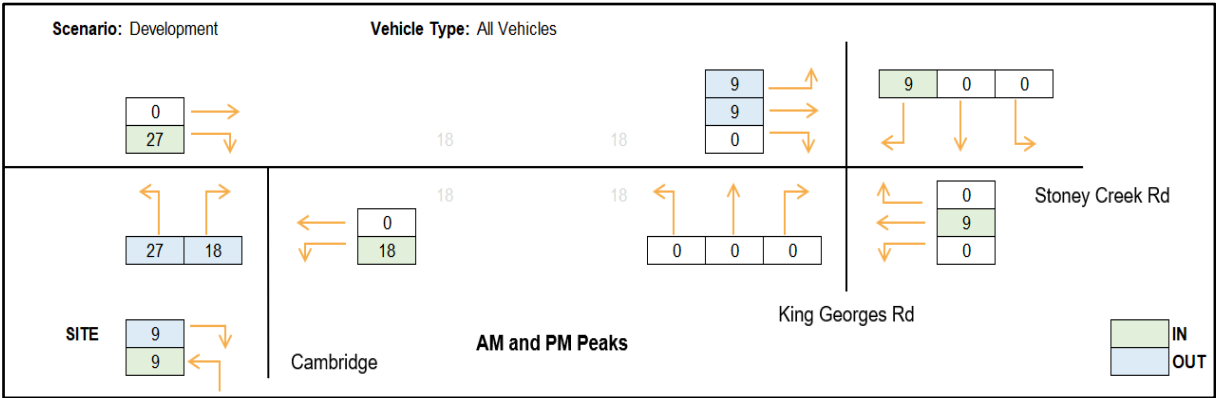 Scenario: Development Vehicle Type: All Vehicles
9 9 0 0
0 9
27 18 18 0
18 18 0 Stoney Creek Rd
0 9
27 18 18 0 0 0 0
King Georges Rd
SITE 9 AM and PM Peaks IN
9 Cambridge OUT